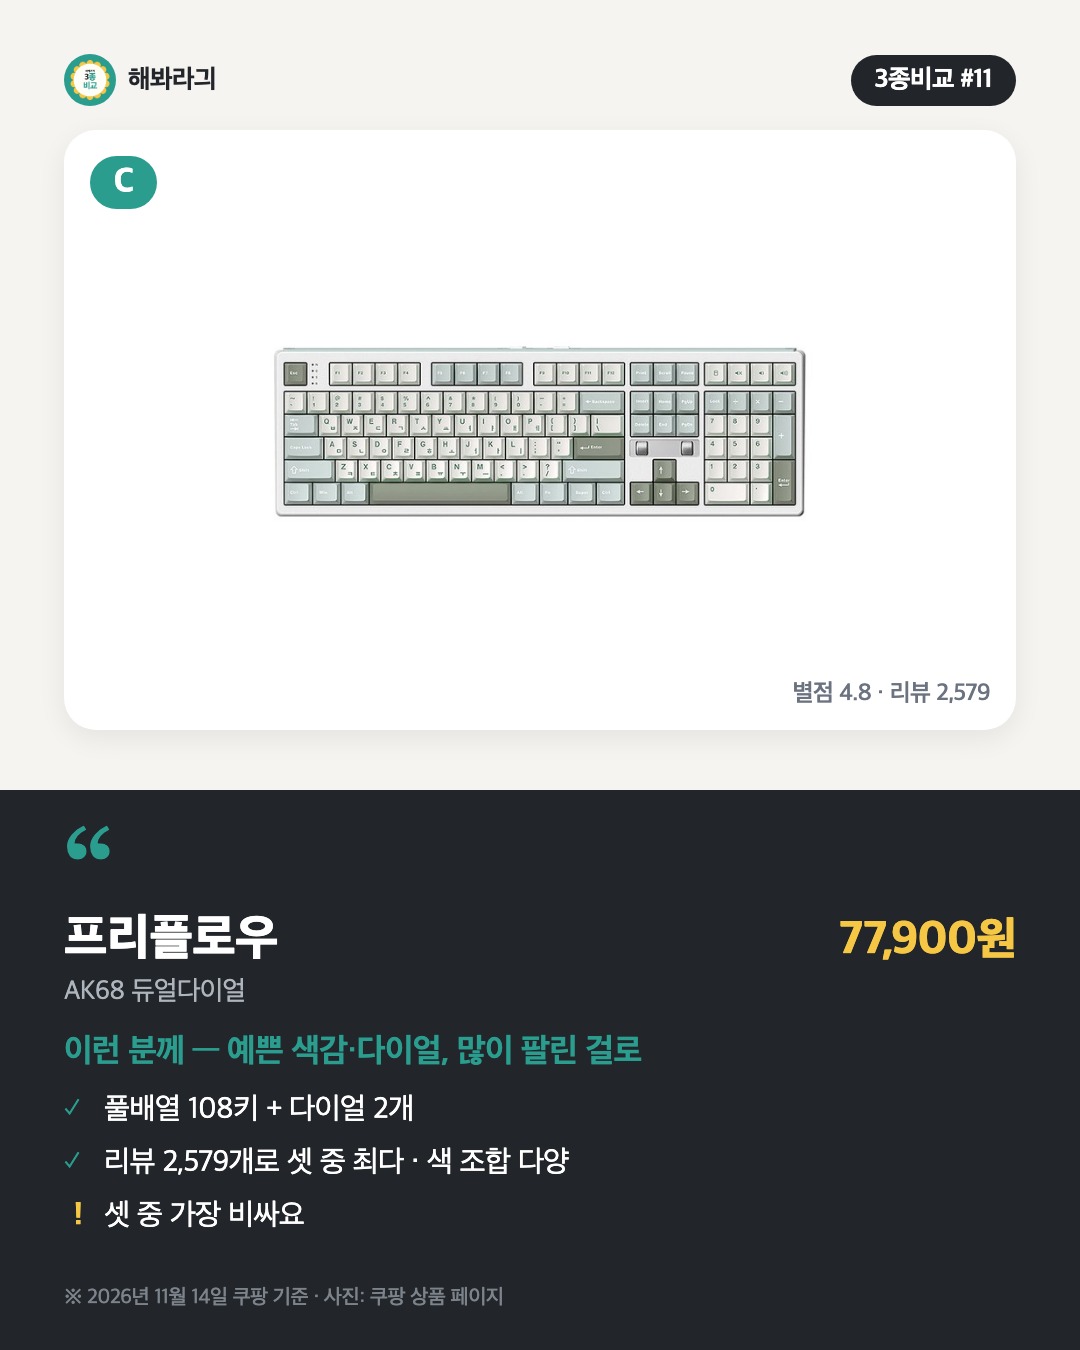 3종
비교
해봐라긔
3종비교 #11
C
별점 4.8 · 리뷰 2,579
“
프리플로우
77,900원
AK68 듀얼다이얼
이런 분께 — 예쁜 색감·다이얼, 많이 팔린 걸로
✓ 풀배열 108키 + 다이얼 2개
✓ 리뷰 2,579개로 셋 중 최다 · 색 조합 다양
! 셋 중 가장 비싸요
※ 2026년 11월 14일 쿠팡 기준 · 사진: 쿠팡 상품 페이지